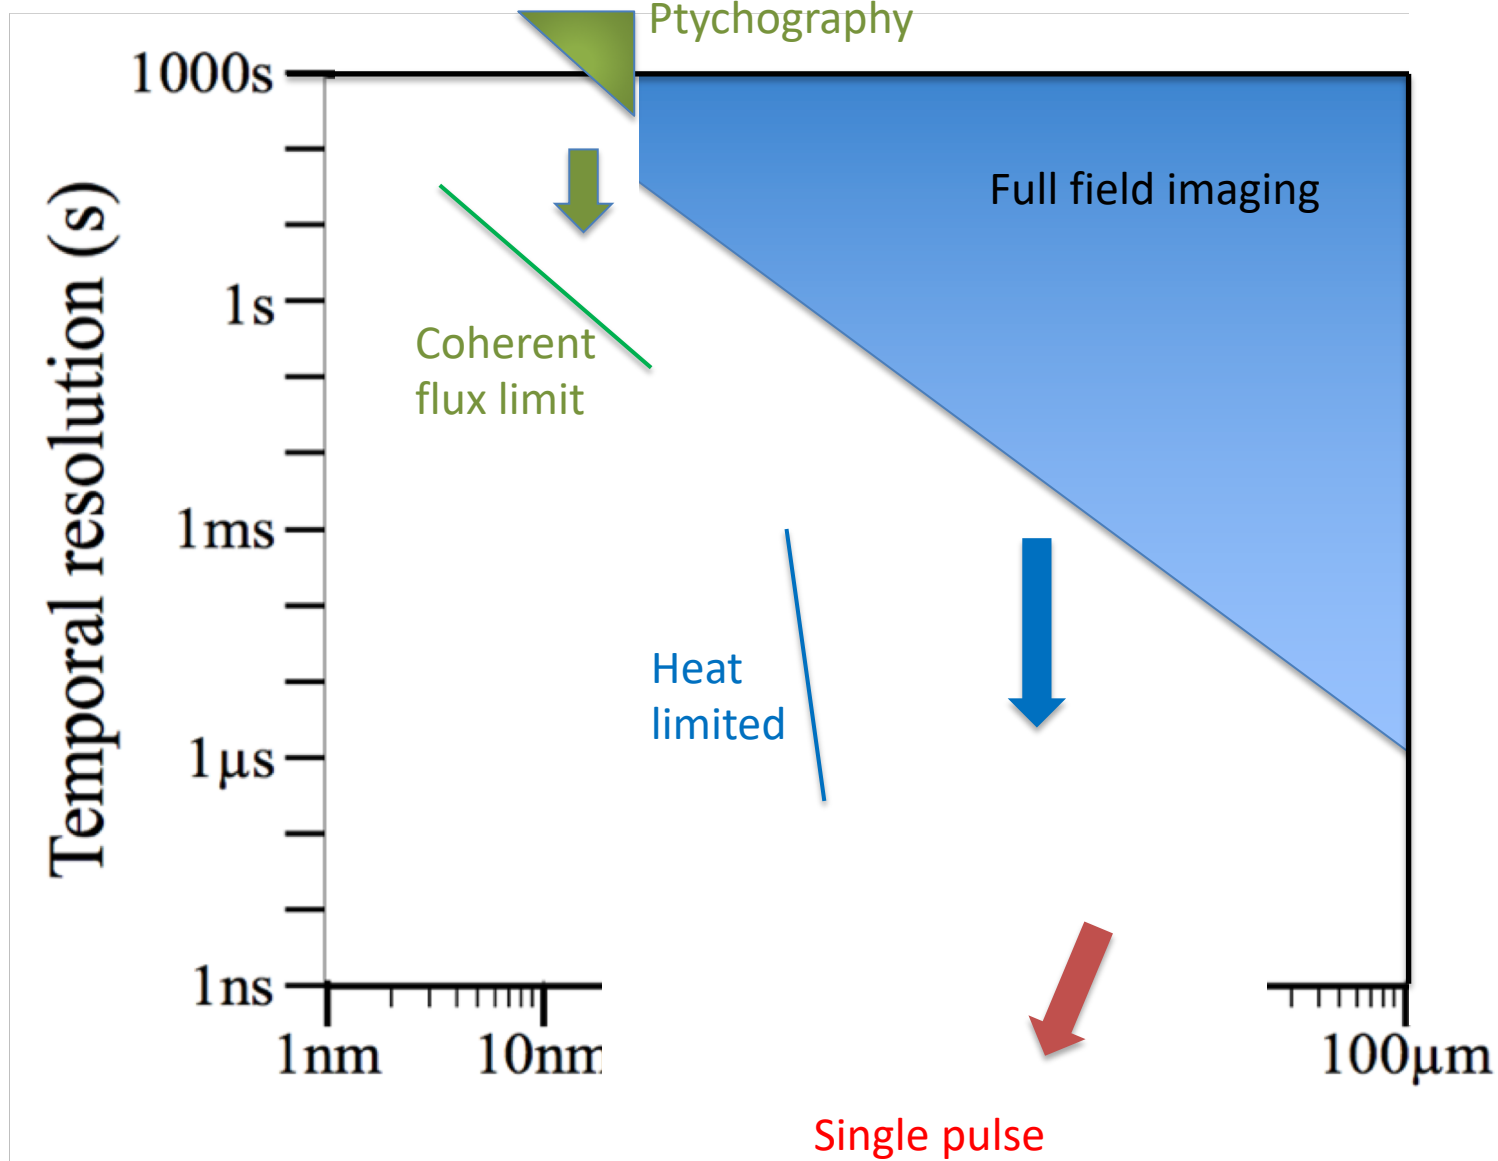 Ptychography
1000s
Full field imaging
Temporal resolution (s)
1s
Coherent
flux limit
1ms
Heat
limited
1µs
1ns
1nm
10nm
100µm
Single pulse